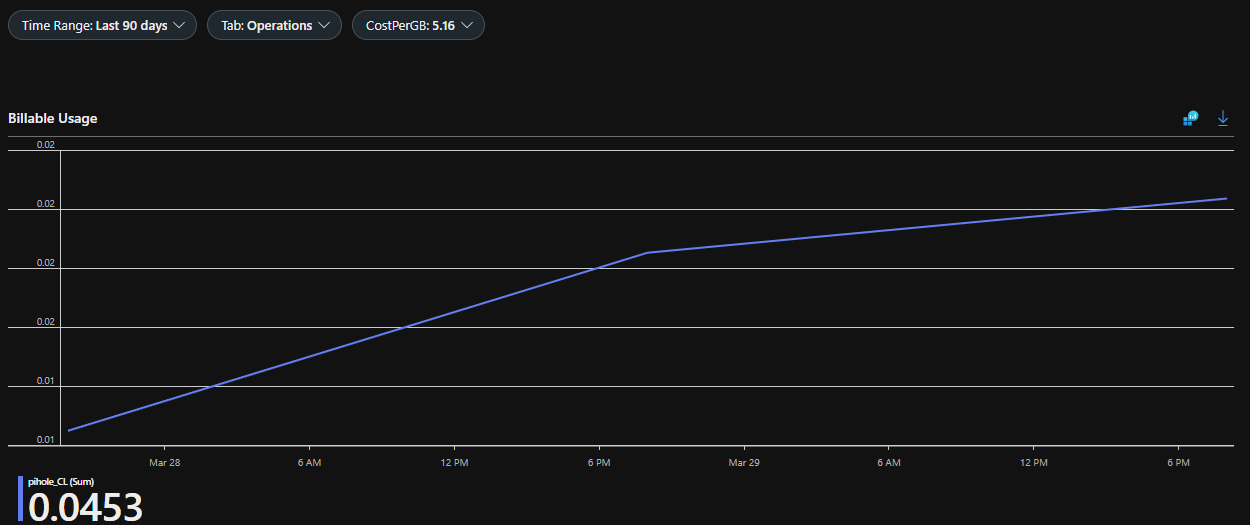 Time Range: Last 90 days
Tab: Operations
CostPerGB: 5.16
Billable Usage
0.02
0.02
0.02
0.02
0.01
0.01
Mar 28 6 AM 12 PM 6 PM Mar 29 6 AM 12 PM 6 PM
pihole_CL (Sum)
0.0453